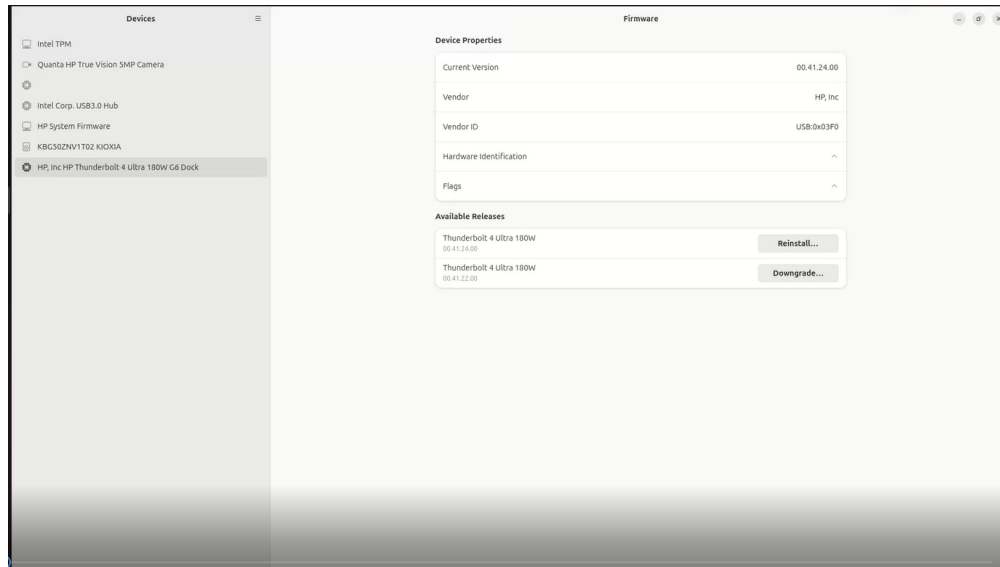 Devices
Intel TPM
Quanta HP True Vision 5MP Camera
Intel Corp. USB3.0 Hub
HP System Firmware
KBG50ZNV1T02 KIOXIA
HP, Inc HP Thunderbolt 4 Ultra 180W G6 Dock
Firmware
Device Properties
Current Version 00.41.24.00
Vendor HP, Inc
Vendor ID USB:0x03F0
Hardware Identification
Flags
Available Releases
Thunderbolt 4 Ultra 180W
00.41.24.00
Reinstall...
Thunderbolt 4 Ultra 180W
00.41.22.00
Downgrade...